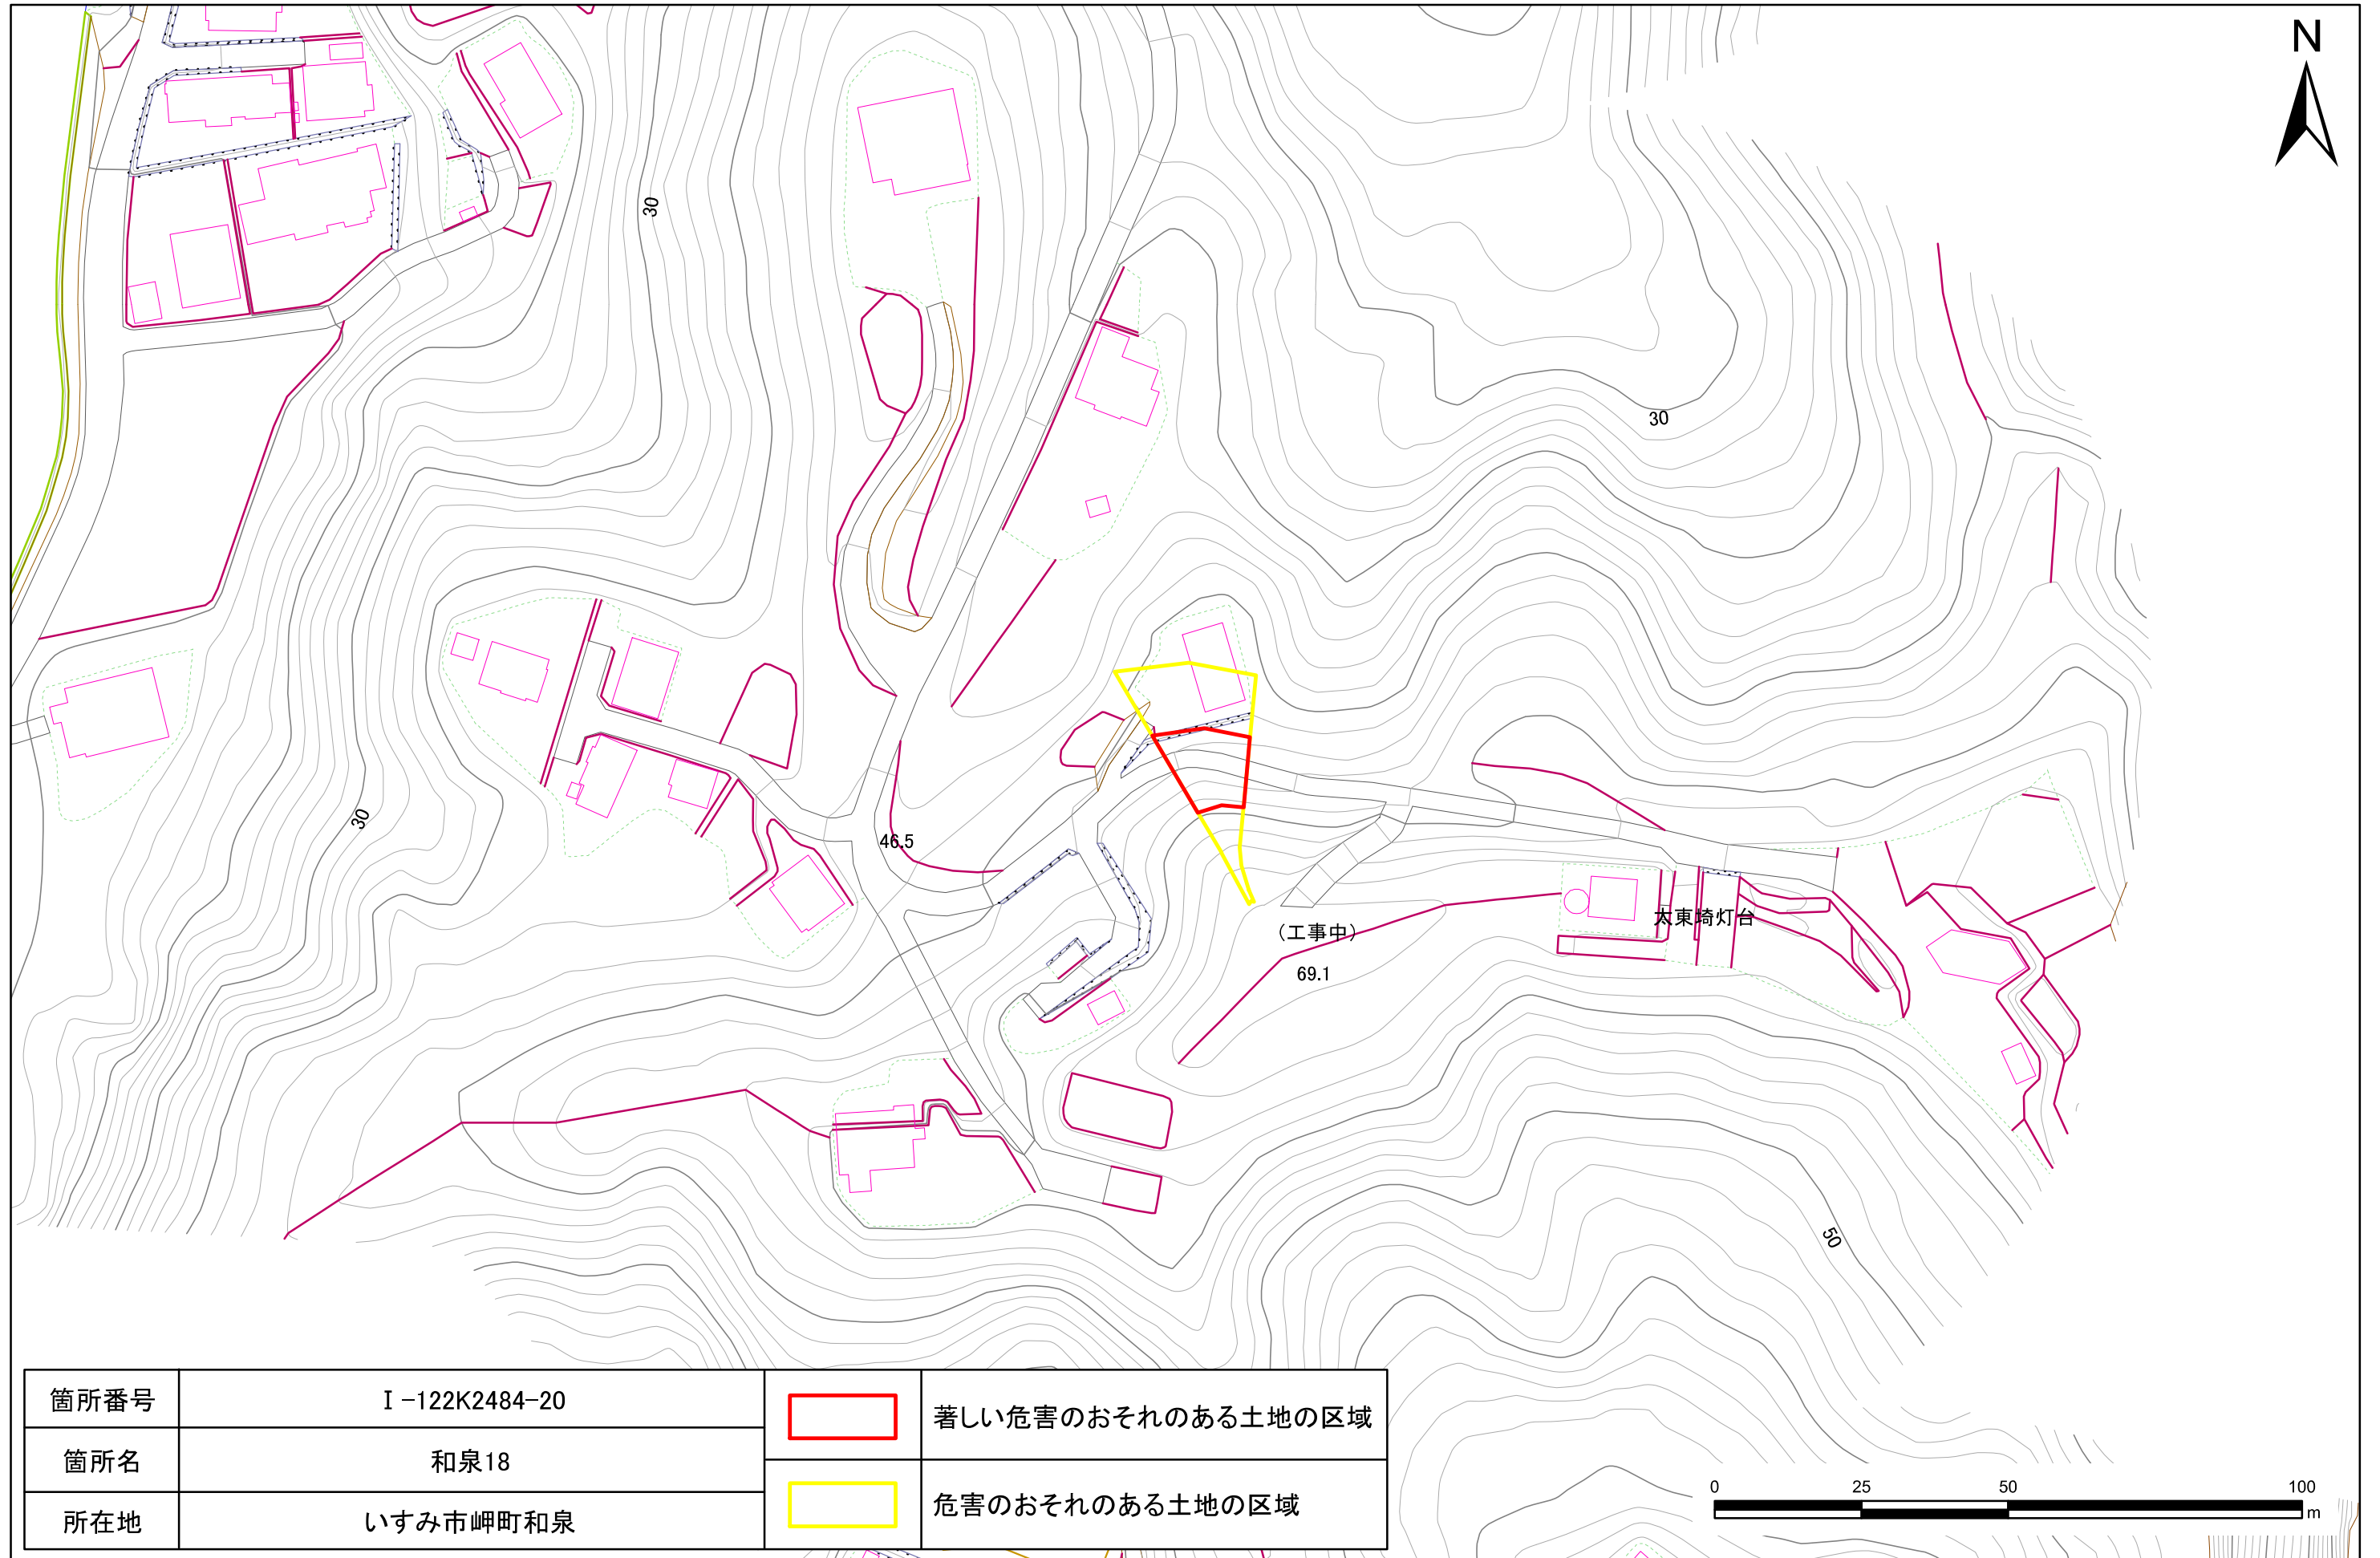 N
30
30
30
46.5
太東埼灯台
（工事中）
69.1
50
箇所番号 Ⅰ-122K2484-20
箇所名 和泉18
所在地 いすみ市岬町和泉
著しい危害のおそれのある土地の区域
危害のおそれのある土地の区域
0 25 50 100
m